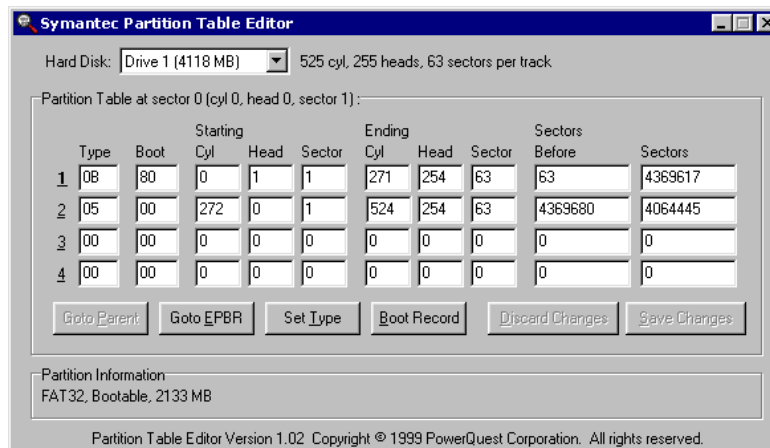 Symantec Partition Table Editor
Hard Disk: Drive 1 (4118 MB) 525 cyl, 255 heads, 63 sectors per track
Partition Table at sector 0 (cyl 0, head 0, sector 1) :
Starting Ending Sectors
Type Boot Cyl Head Sector Cyl Head Sector Before Sectors
1 0B 80 0 1 1 271 254 63 63 4369617
2 05 00 272 0 1 524 254 63 4369680 4064445
3 00 00 0 0 0 0 0 0 0 0
4 00 00 0 0 0 0 0 0 0 0
Goto Parent Goto EPBR Set Type Boot Record Discard Changes Save Changes
Partition Information
FAT32, Bootable, 2133 MB
Partition Table Editor Version 1.02 Copyright © 1999 PowerQuest Corporation. All rights reserved.